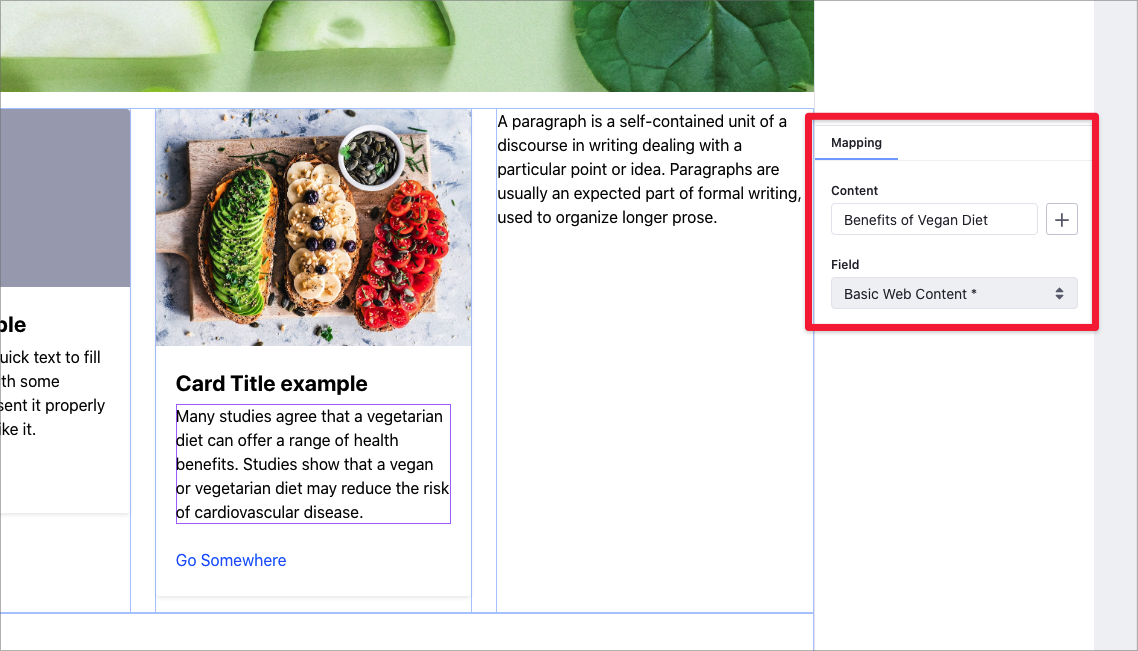 ple
uick text to fill
th some
sent it properly
ike it.
Card Title example
Many studies agree that a vegetarian
diet can offer a range of health
benefits. Studies show that a vegan
or vegetarian diet may reduce the risk
of cardiovascular disease.
Go Somewhere
A paragraph is a self-contained unit of a
discourse in writing dealing with a
particular point or idea. Paragraphs are
usually an expected part of formal writing,
used to organize longer prose.
Mapping
Content
Benefits of Vegan Diet
Field
Basic Web Content *